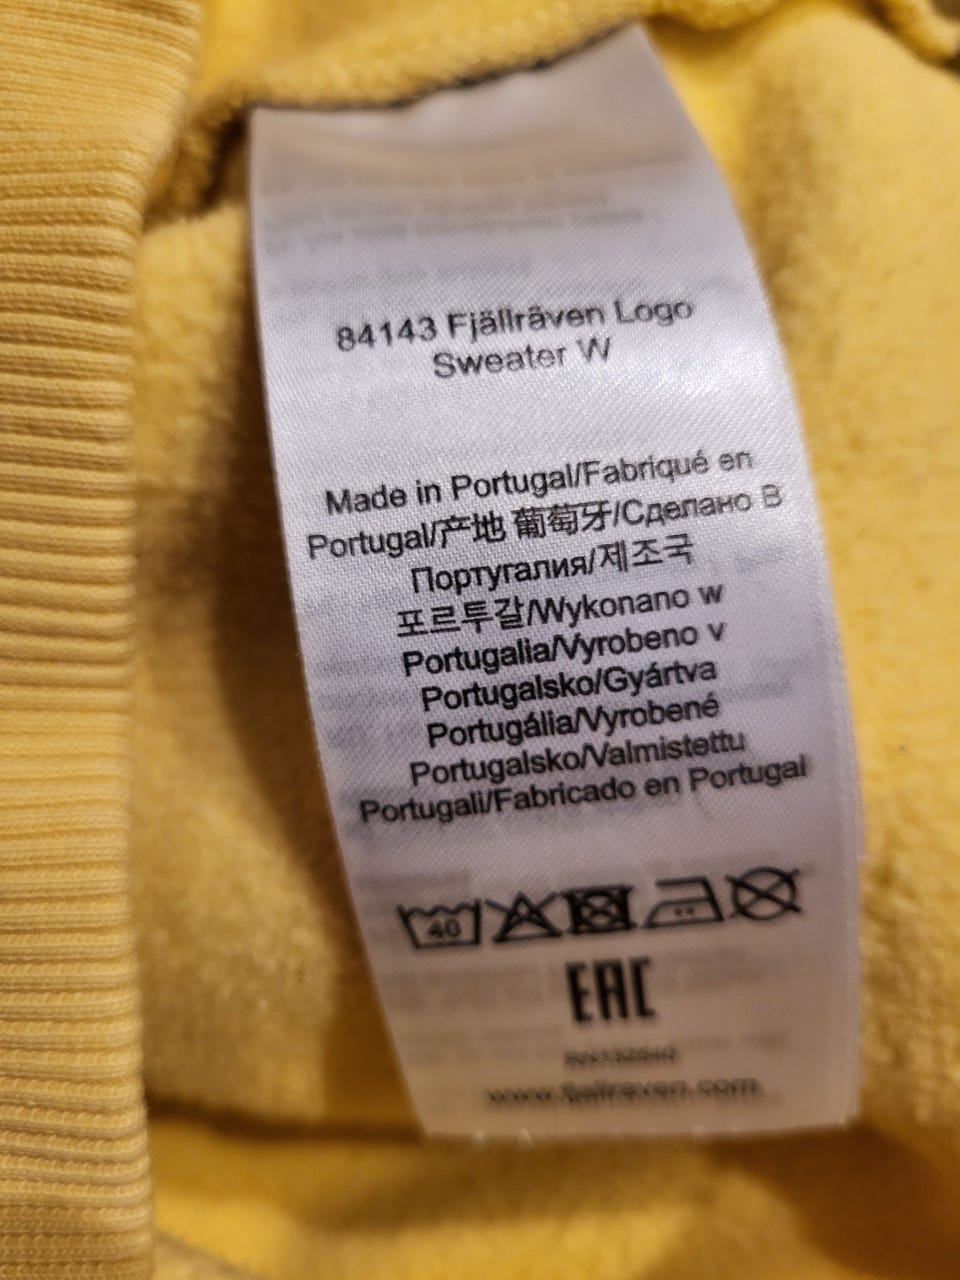 84143 Fjällräven Logo
Sweater W
Made in Portugal/Fabriqué en
Portugal/产地 葡萄牙/Сделано В
Португалия/제조국
포르투갈/Wykonano w
Portugalia/Vyrobeno v
Portugalsko/Gyártva
Portugália/Vyrobené
Portugalsko/Valmistettu
Portugali/Fabricado en Portugal
40
EAC
www.fjallraven.com